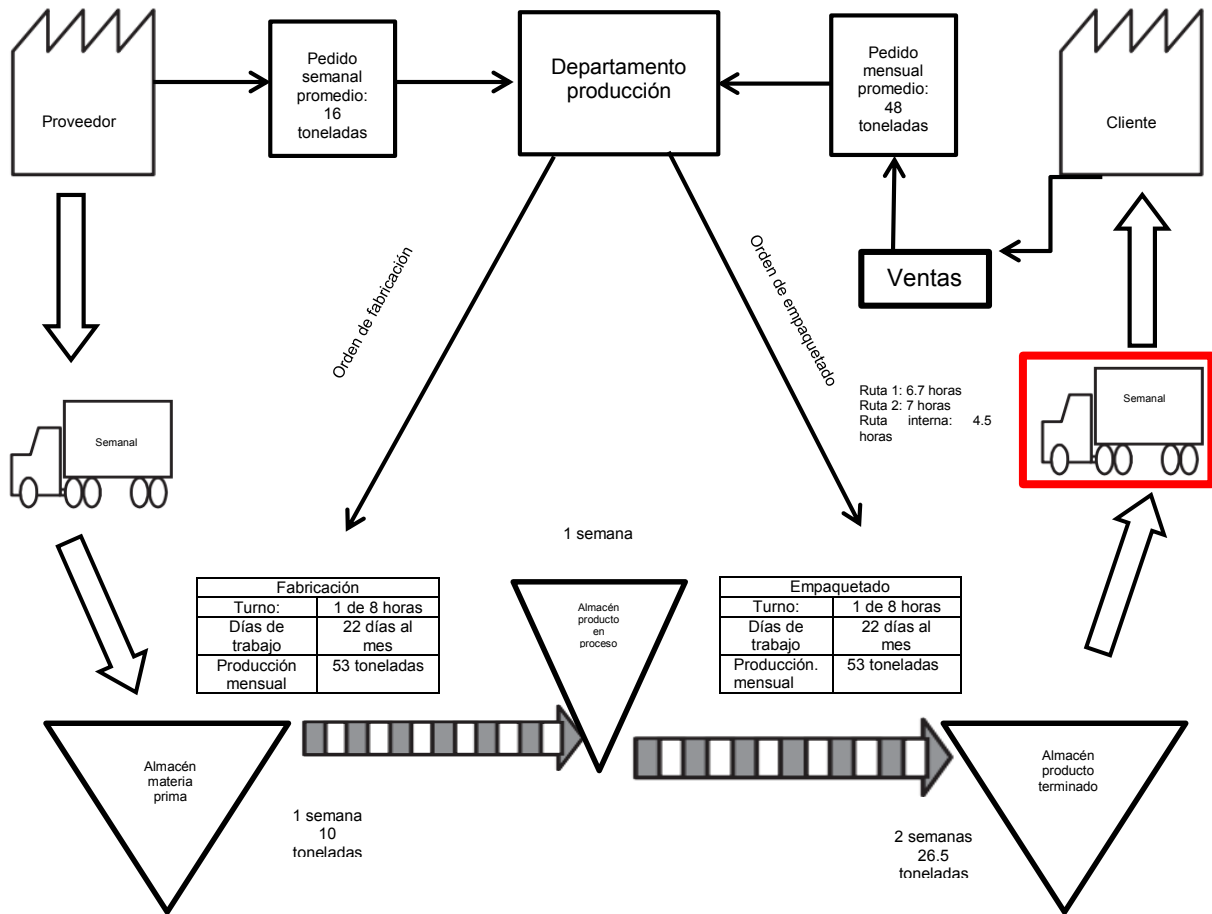 Proveedor
Pedido
semanal
promedio:
16
toneladas
Departamento
producción
Pedido
mensual
promedio:
48
toneladas
Cliente
Ventas
Orden de fabricación
Orden de empaquetado
Ruta 1: 6.7 horas
Ruta 2: 7 horas
Ruta interna: 4.5
horas
Semanal
Semanal
1 semana
Fabricación
Turno: 1 de 8 horas
Días de trabajo 22 días al mes
Producción mensual 53 toneladas
Almacén
producto
en
proceso
Empaquetado
Turno: 1 de 8 horas
Días de trabajo 22 días al mes
Producción. mensual 53 toneladas
Almacén
materia
prima
1 semana
10
toneladas
2 semanas
26.5
toneladas
Almacén
producto
terminado